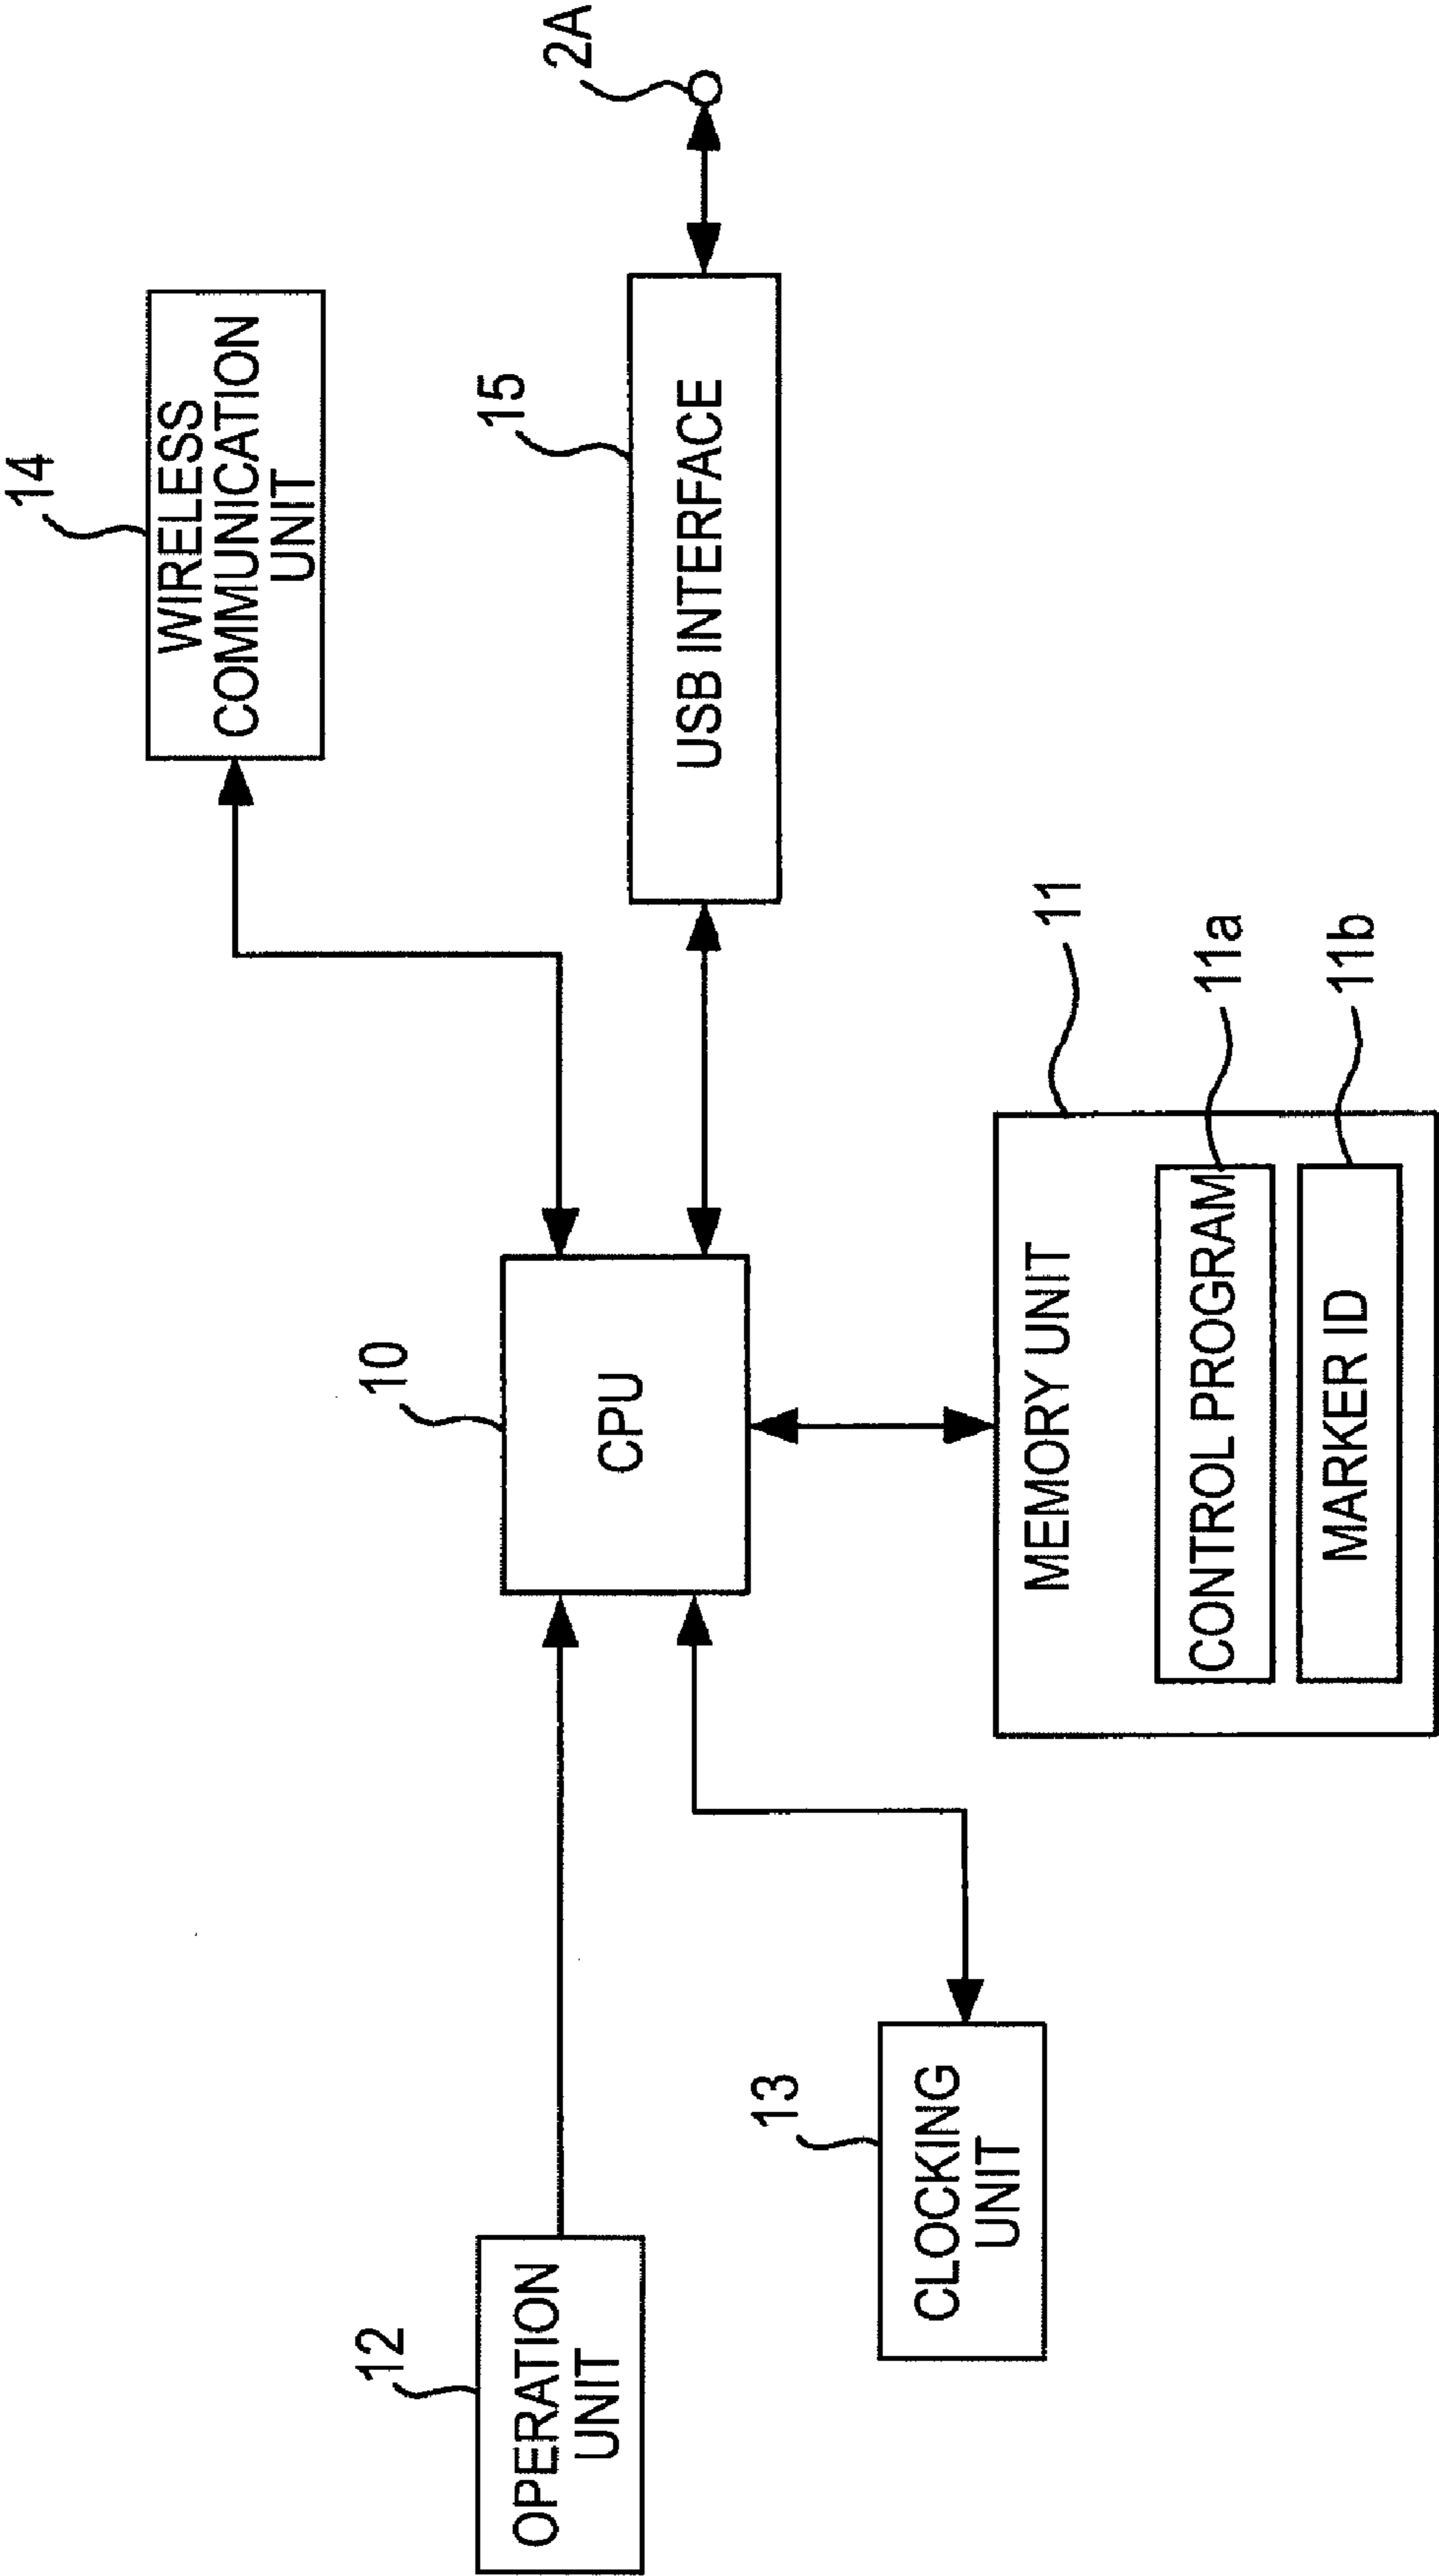 14
WIRELESS
COMMUNICATION
UNIT
2A
15
USB INTERFACE
10
CPU
12
OPERATION
UNIT
13
CLOCKING
UNIT
11
MEMORY UNIT
11a
CONTROL PROGRAM
11b
MARKER ID